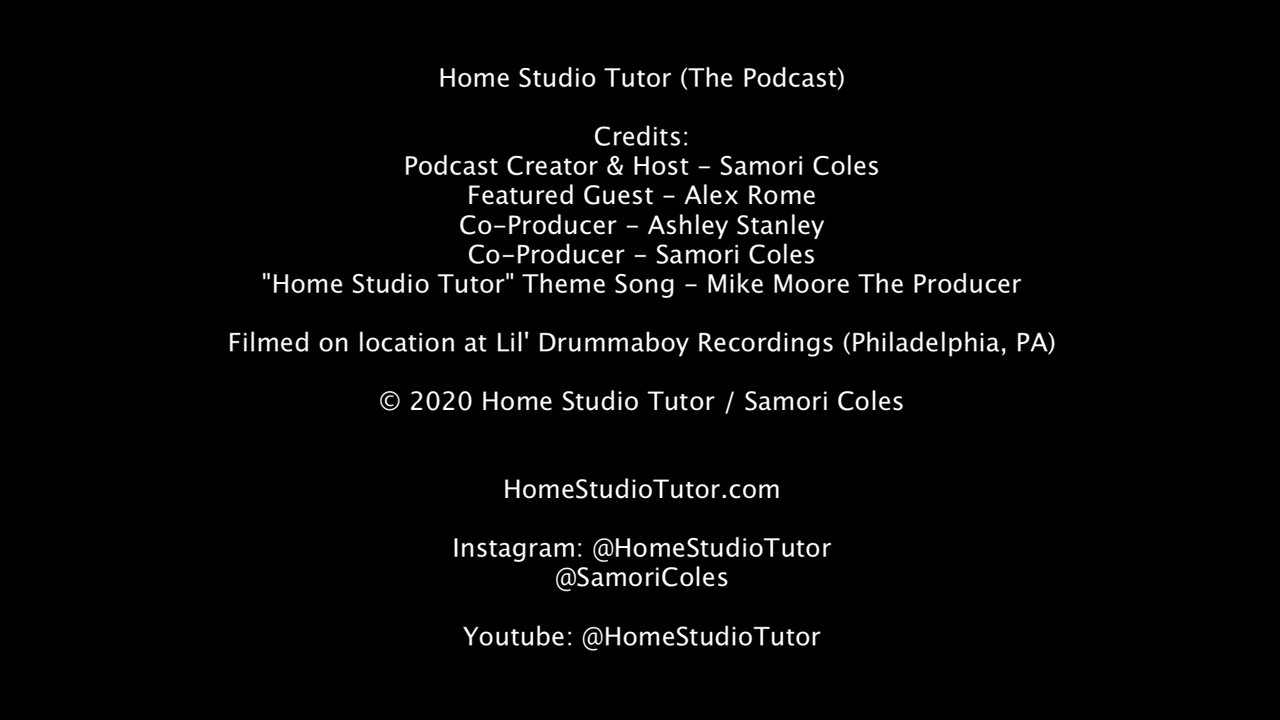 Home Studio Tutor (The Podcast)
Credits:
Podcast Creator & Host – Samori Coles
Featured Guest – Alex Rome
Co–Producer – Ashley Stanley
Co–Producer – Samori Coles
"Home Studio Tutor" Theme Song – Mike Moore The Producer
Filmed on location at Lil' Drummaboy Recordings (Philadelphia, PA)
© 2020 Home Studio Tutor / Samori Coles
HomeStudioTutor.com
Instagram: @HomeStudioTutor
@SamoriColes
Youtube: @HomeStudioTutor